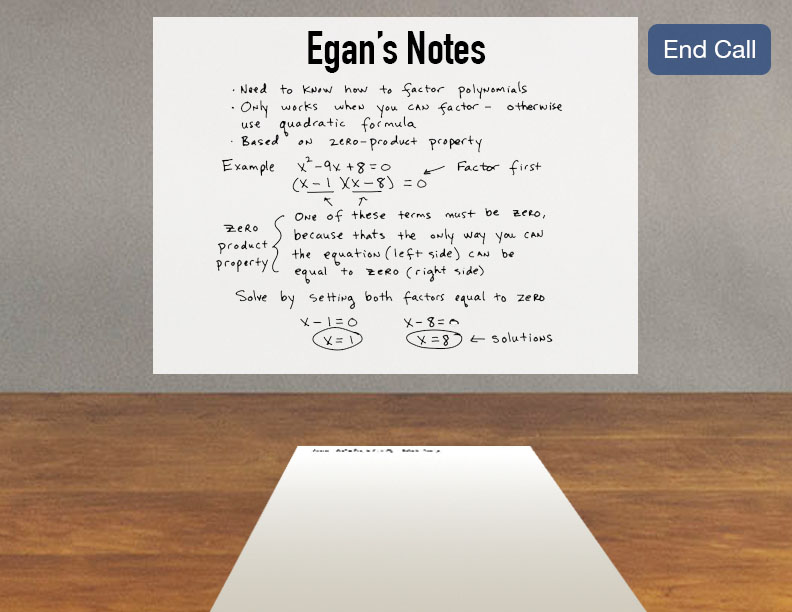 Egan's Notes
End Call
· Need to know how to factor polynomials
· Only works when you can factor – otherwise
use quadratic formula
· Based on zero-product property
Example x²-9x+8=0 ← Factor first
(x-1)(x-8) = 0
zero
product
property
One of these terms must be zero,
because thats the only way you can
the equation (left side) can be
equal to zero (right side)
Solve by setting both factors equal to zero
x-1=0 x-8=0
x=1 x=8 ← solutions